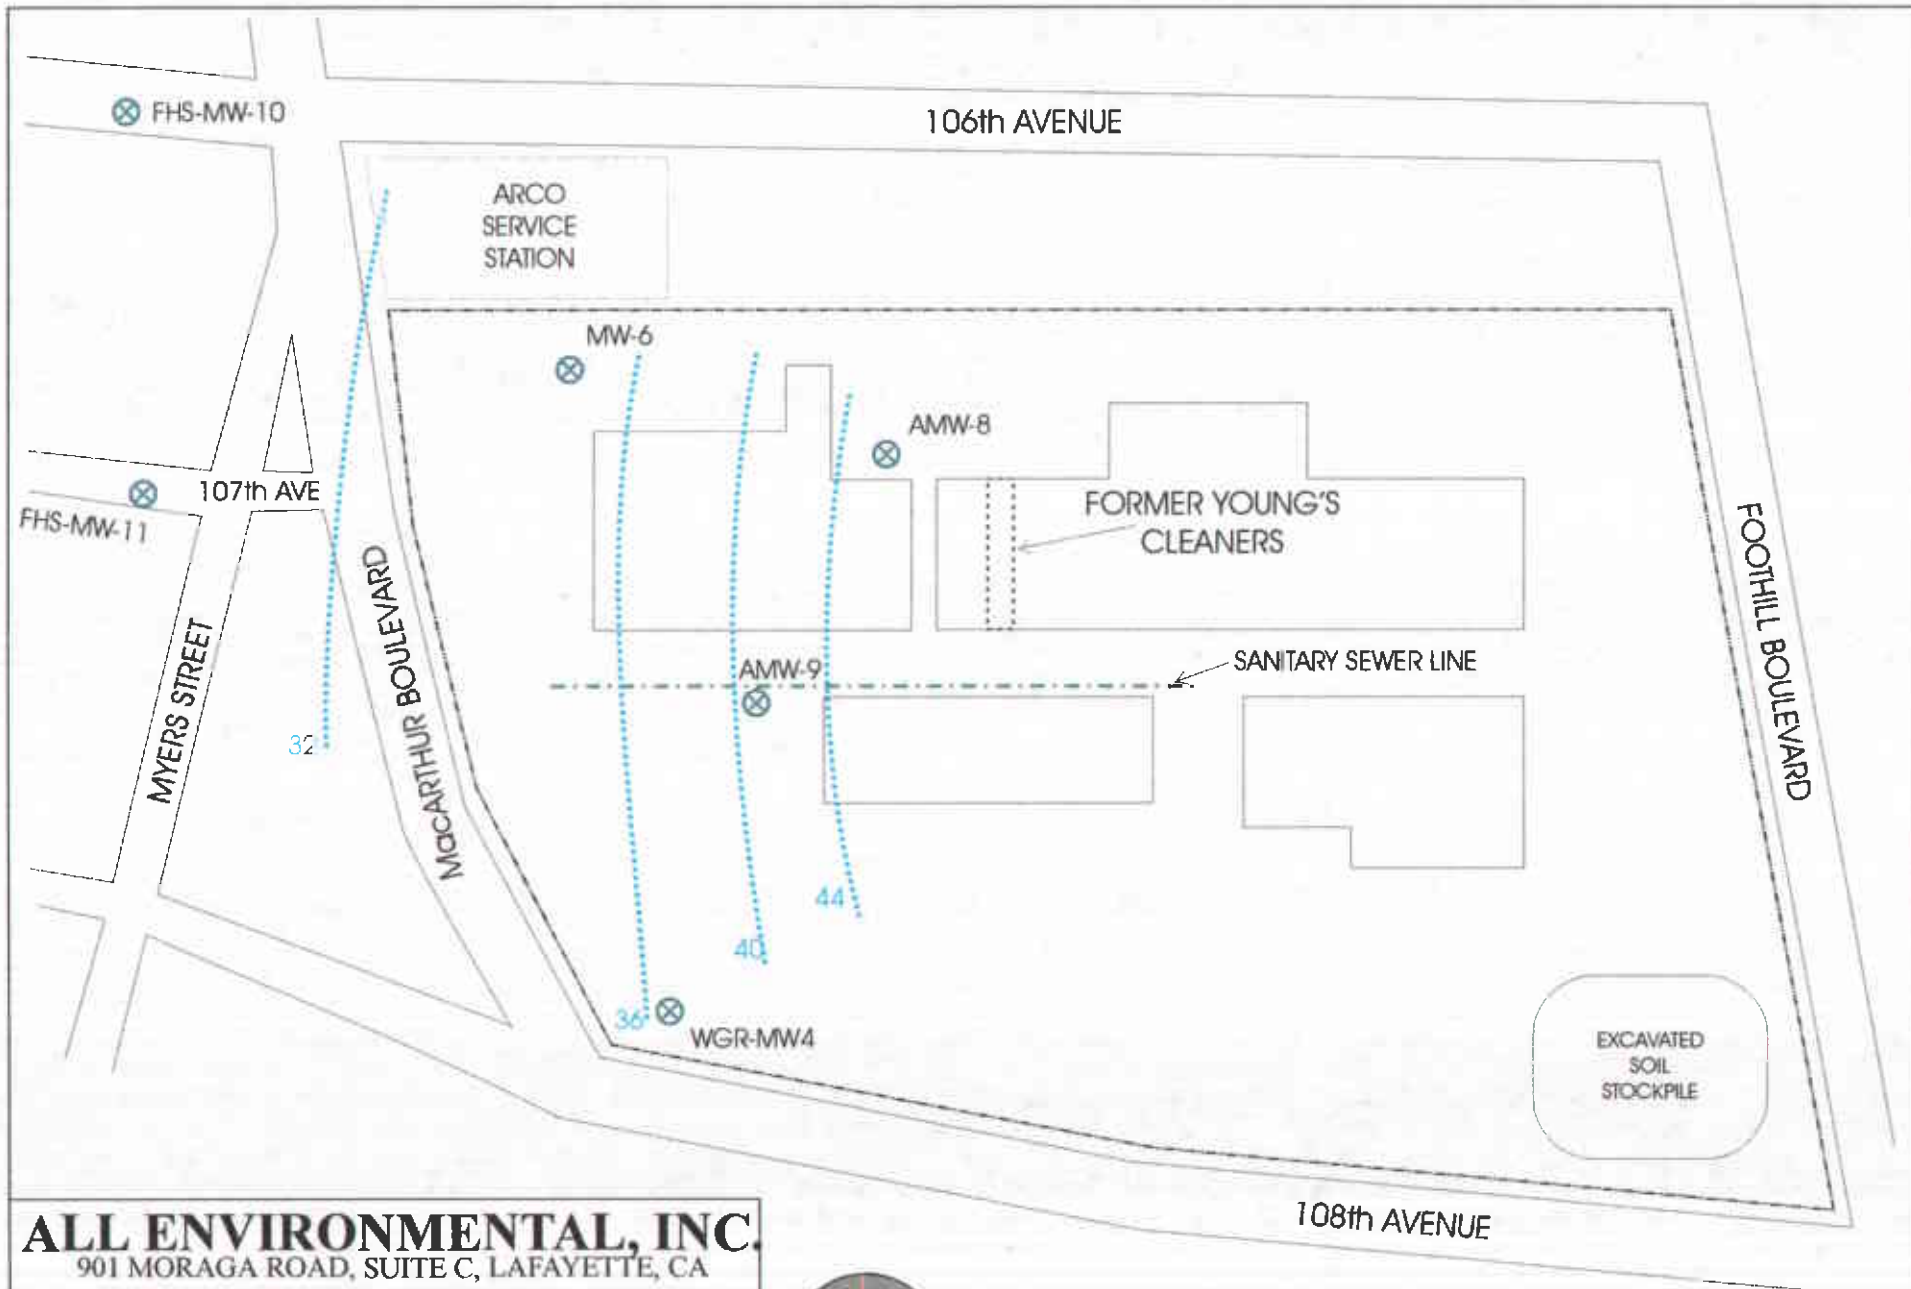 106th AVENUE
FHS-MW-10
ARCO
SERVICE
STATION
MW-6
AMW-8
107th AVE
FHS-MW-11
FORMER YOUNG'S
CLEANERS
FOOTHILL BOULEVARD
MacARTHUR BOULEVARD
MYERS STREET
SANITARY SEWER LINE
AMW-9
32
44
40
36
WGR-MW4
EXCAVATED
SOIL
STOCKPILE
108th AVENUE
ALL ENVIRONMENTAL, INC.
901 MORAGA ROAD, SUITE C, LAFAYETTE, CA